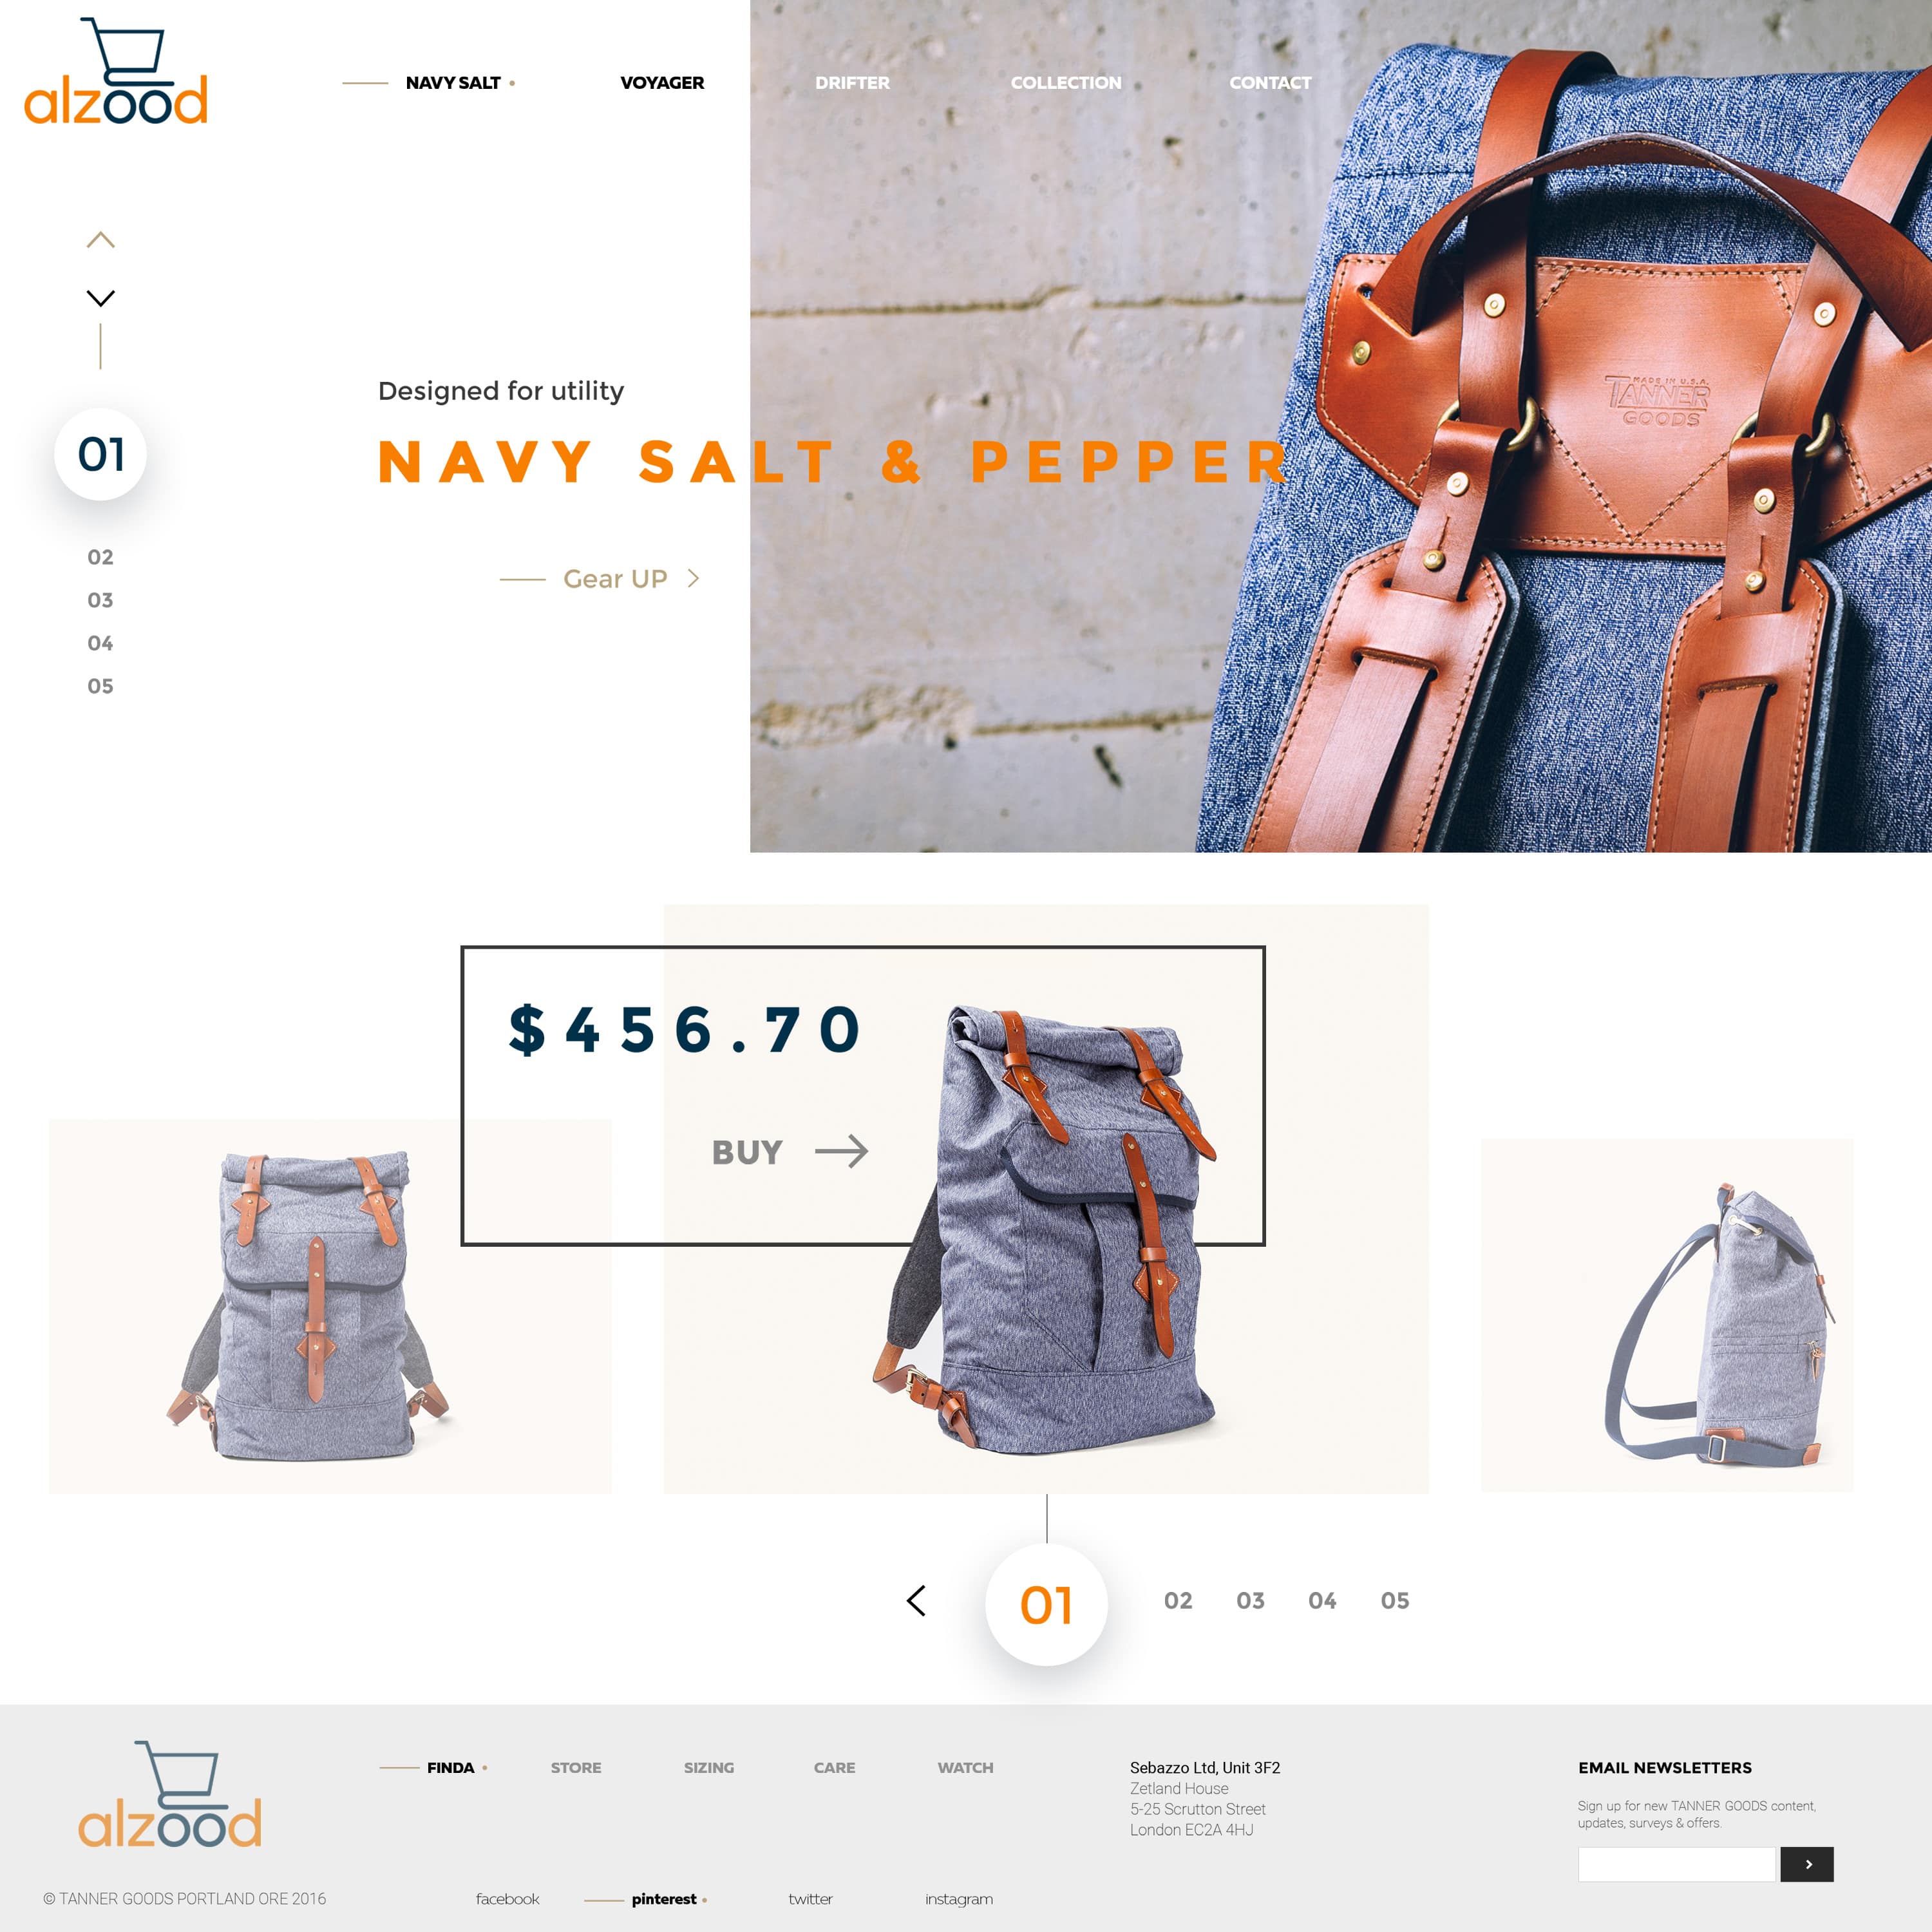 alzood
NAVY SALT
VOYAGER
DRIFTER
COLLECTION
CONTACT
MADE IN U.S.A.
TANNER
GOODS
01
02
03
04
05
Designed for utility
NAVY SALT & PEPPER
Gear UP
$456.70
BUY
01
02
03
04
05
alzood
FINDA
STORE
SIZING
CARE
WATCH
Sebazzo Ltd, Unit 3F2
Zetland House
5-25 Scrutton Street
London EC2A 4HJ
EMAIL NEWSLETTERS
Sign up for new TANNER GOODS content,
updates, surveys & offers.
© TANNER GOODS PORTLAND ORE 2016
facebook
pinterest
twitter
instagram